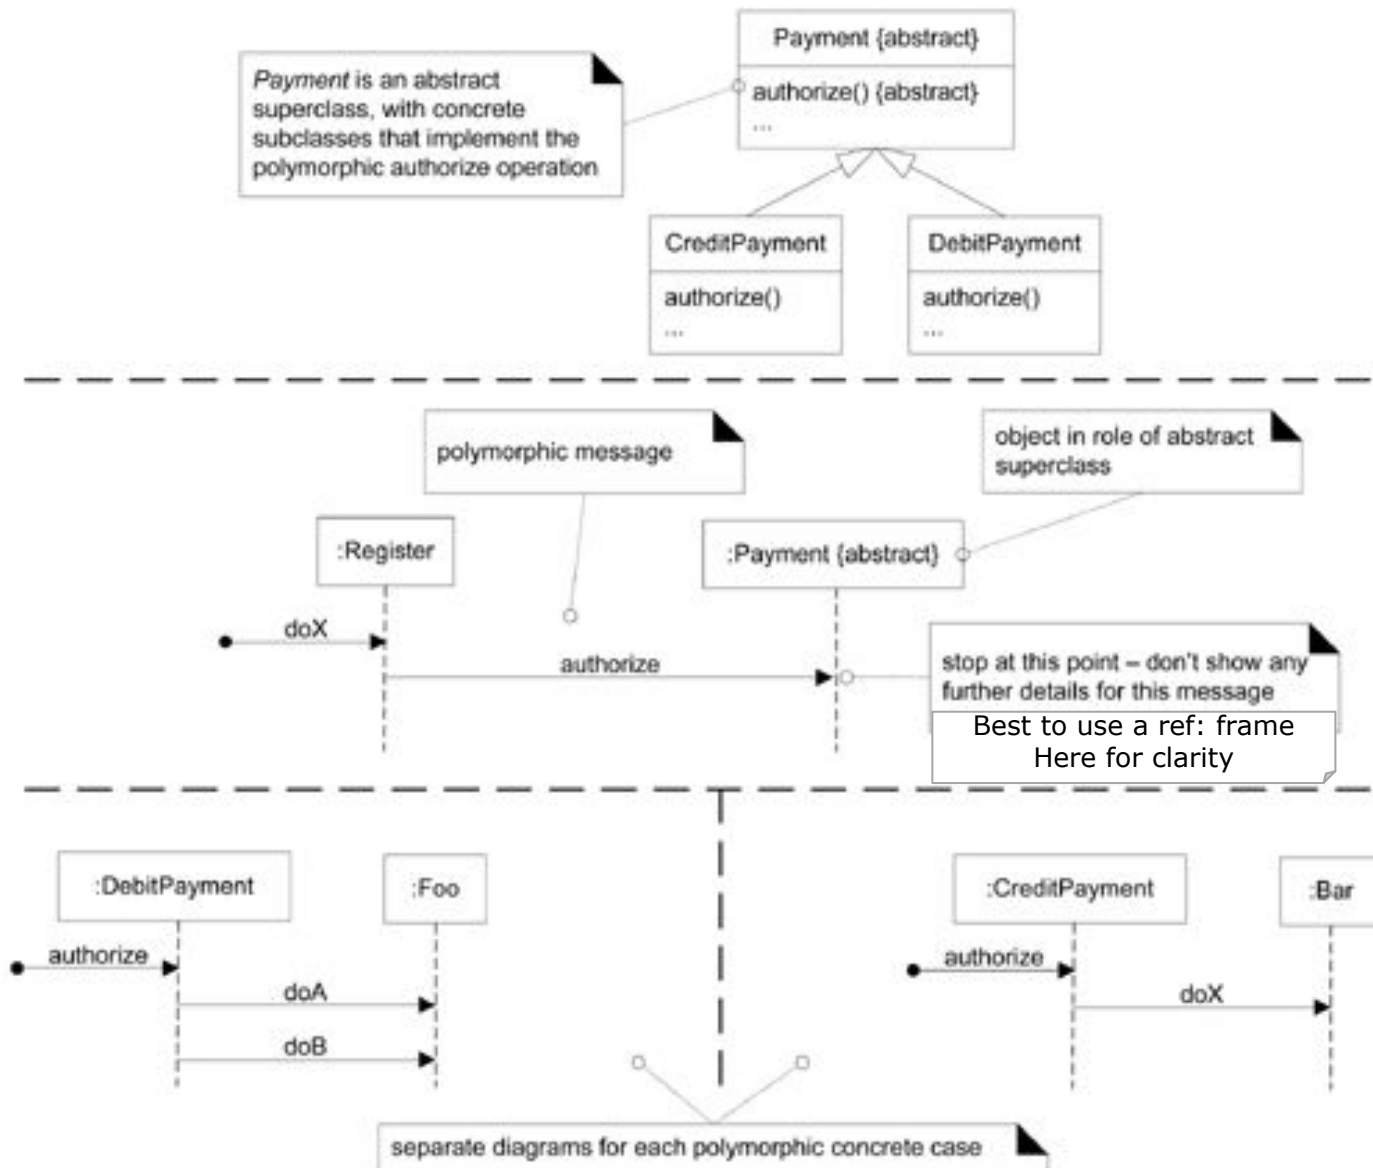 Payment {abstract}
authorize() {abstract}
...
Payment is an abstract
superclass, with concrete
subclasses that implement the
polymorphic authorize operation
CreditPayment
authorize()
...
DebitPayment
authorize()
...
polymorphic message
object in role of abstract
superclass
:Register
:Payment {abstract}
doX
authorize
stop at this point – don't show any
further details for this message
Best to use a ref: frame
Here for clarity
:DebitPayment
:Foo
authorize
doA
doB
:CreditPayment
:Bar
authorize
doX
separate diagrams for each polymorphic concrete case